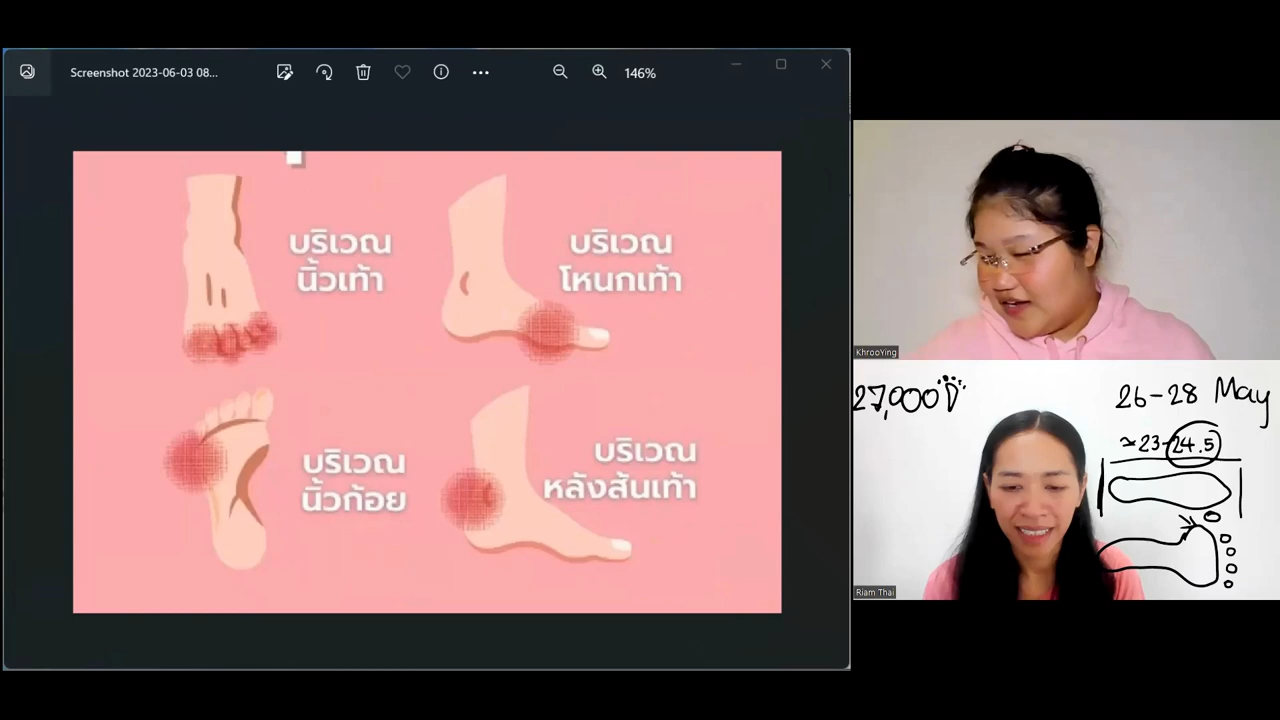 Screenshot 2023-06-03 08...
146%
บริเวณ
นิ้วเท้า
บริเวณ
โหนกเท้า
บริเวณ
นิ้วก้อย
บริเวณ
หลังส้นเท้า
KhrooYing
27,000
26-28 May
≃23-24.5
Riam Thai